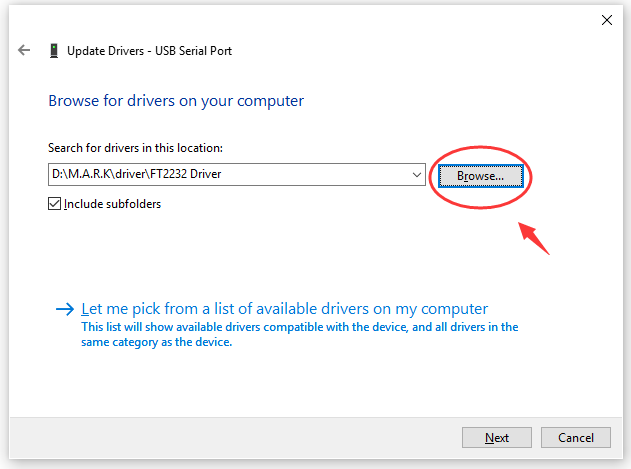 Update Drivers - USB Serial Port
Browse for drivers on your computer
Search for drivers in this location:
D:\M.A.R.K\driver\FT2232 Driver
Browse...
Include subfolders
Let me pick from a list of available drivers on my computer
This list will show available drivers compatible with the device, and all drivers in the
same category as the device.
Next
Cancel